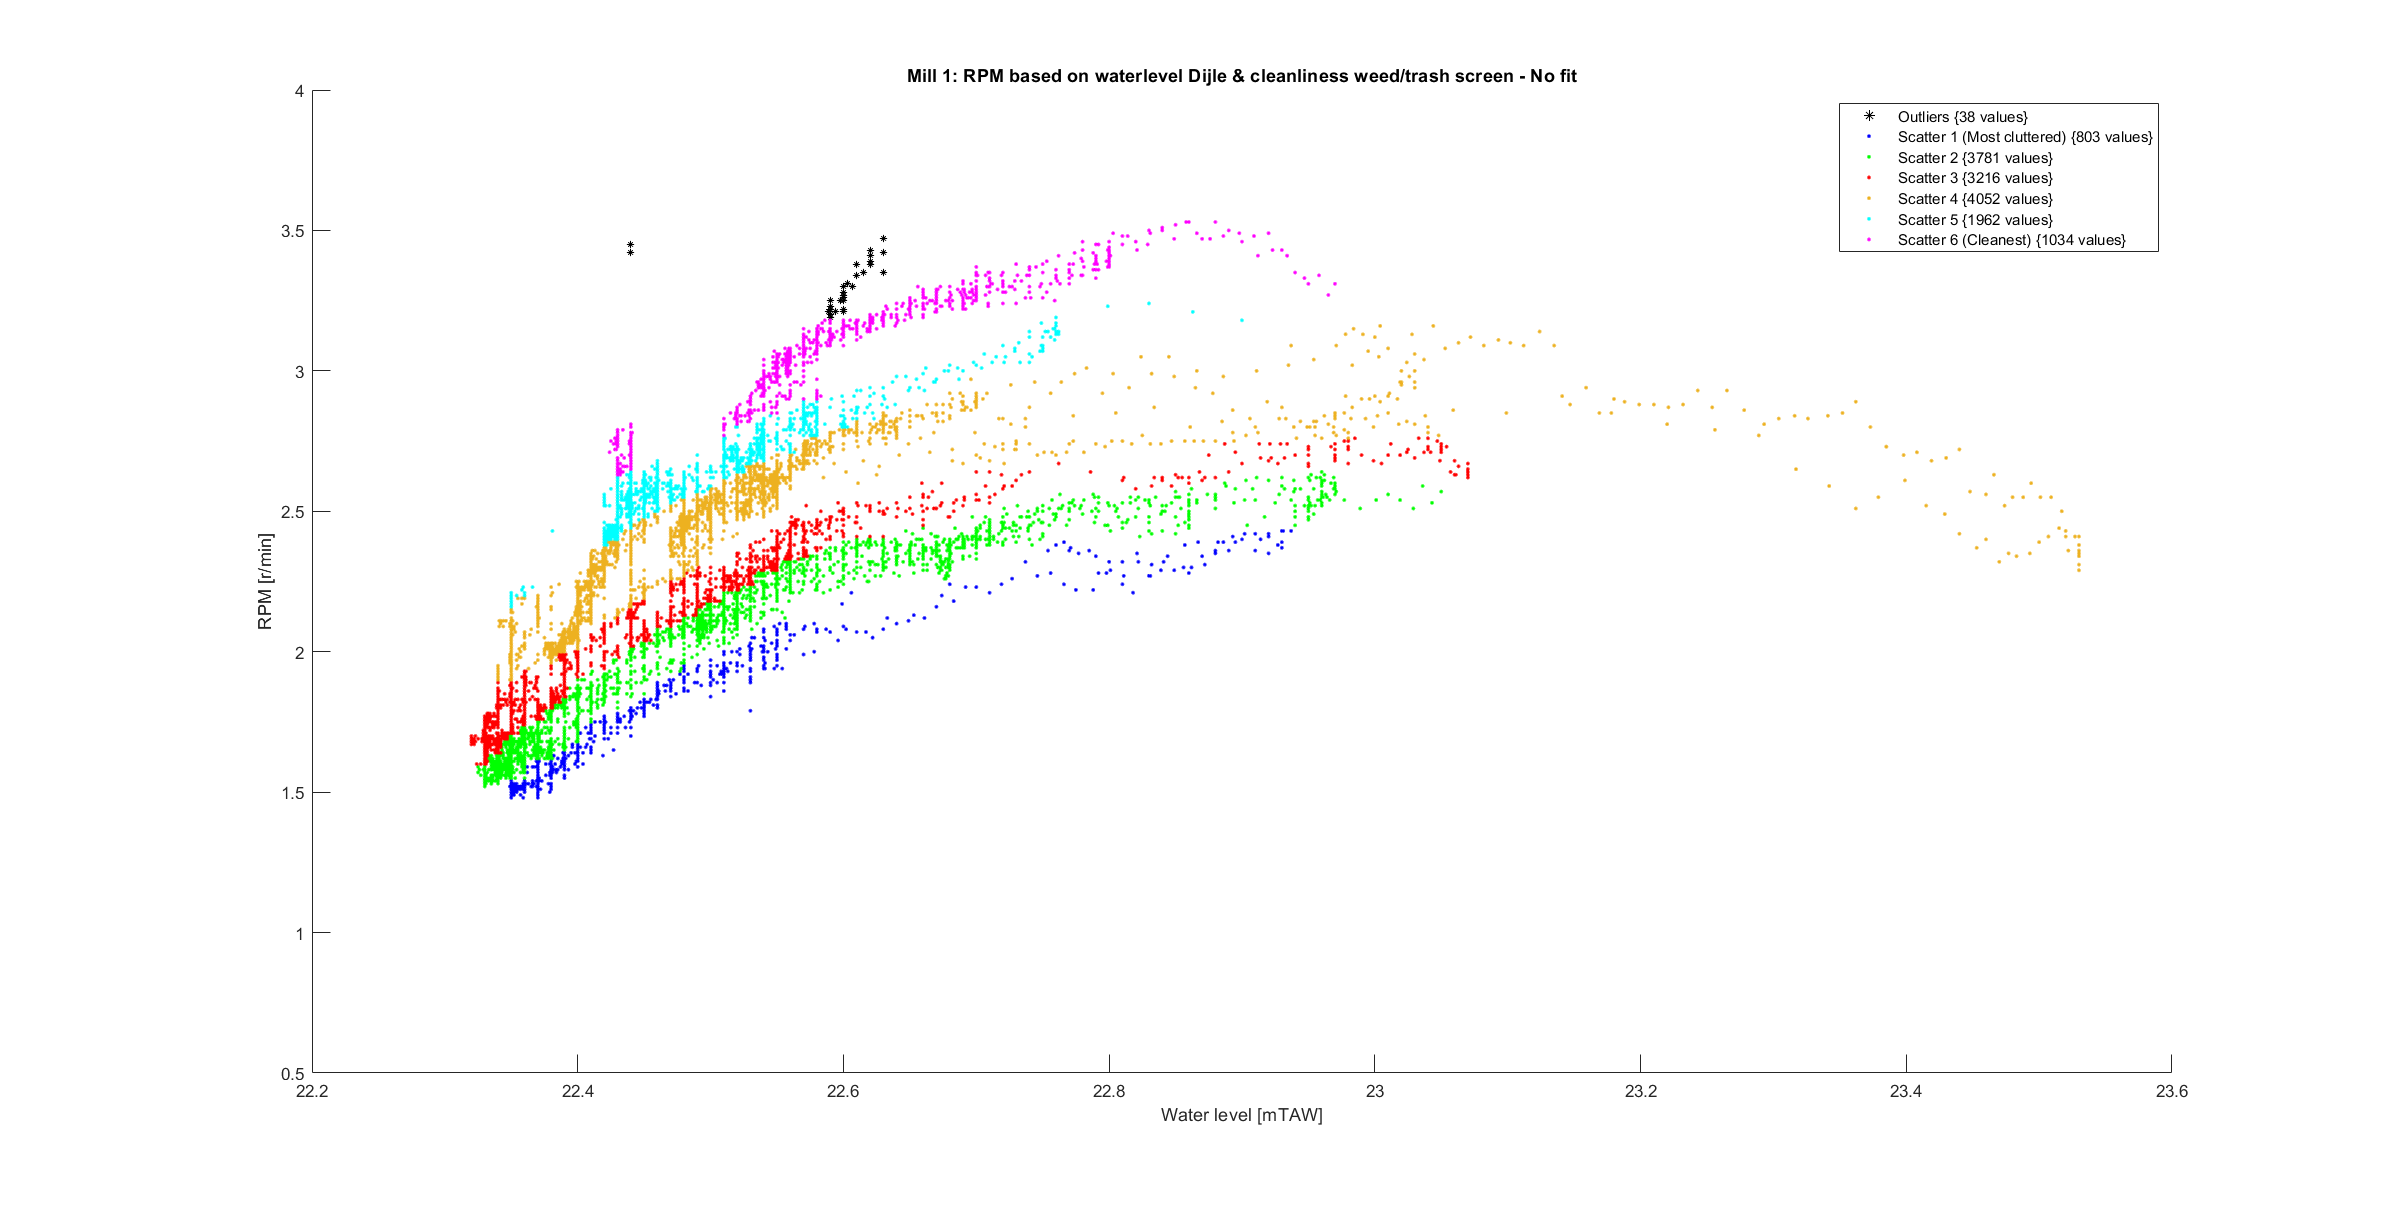 Mill 1: RPM based on waterlevel Dijle & cleanliness weed/trash screen - No fit
Outliers {38 values}
Scatter 1 (Most cluttered) {803 values}
Scatter 2 {3781 values}
Scatter 3 {3216 values}
Scatter 4 {4052 values}
Scatter 5 {1962 values}
Scatter 6 (Cleanest) {1034 values}
RPM [r/min]
4
3.5
3
2.5
2
1.5
1
0.5
22.2 22.4 22.6 22.8 23 23.2 23.4 23.6
Water level [mTAW]